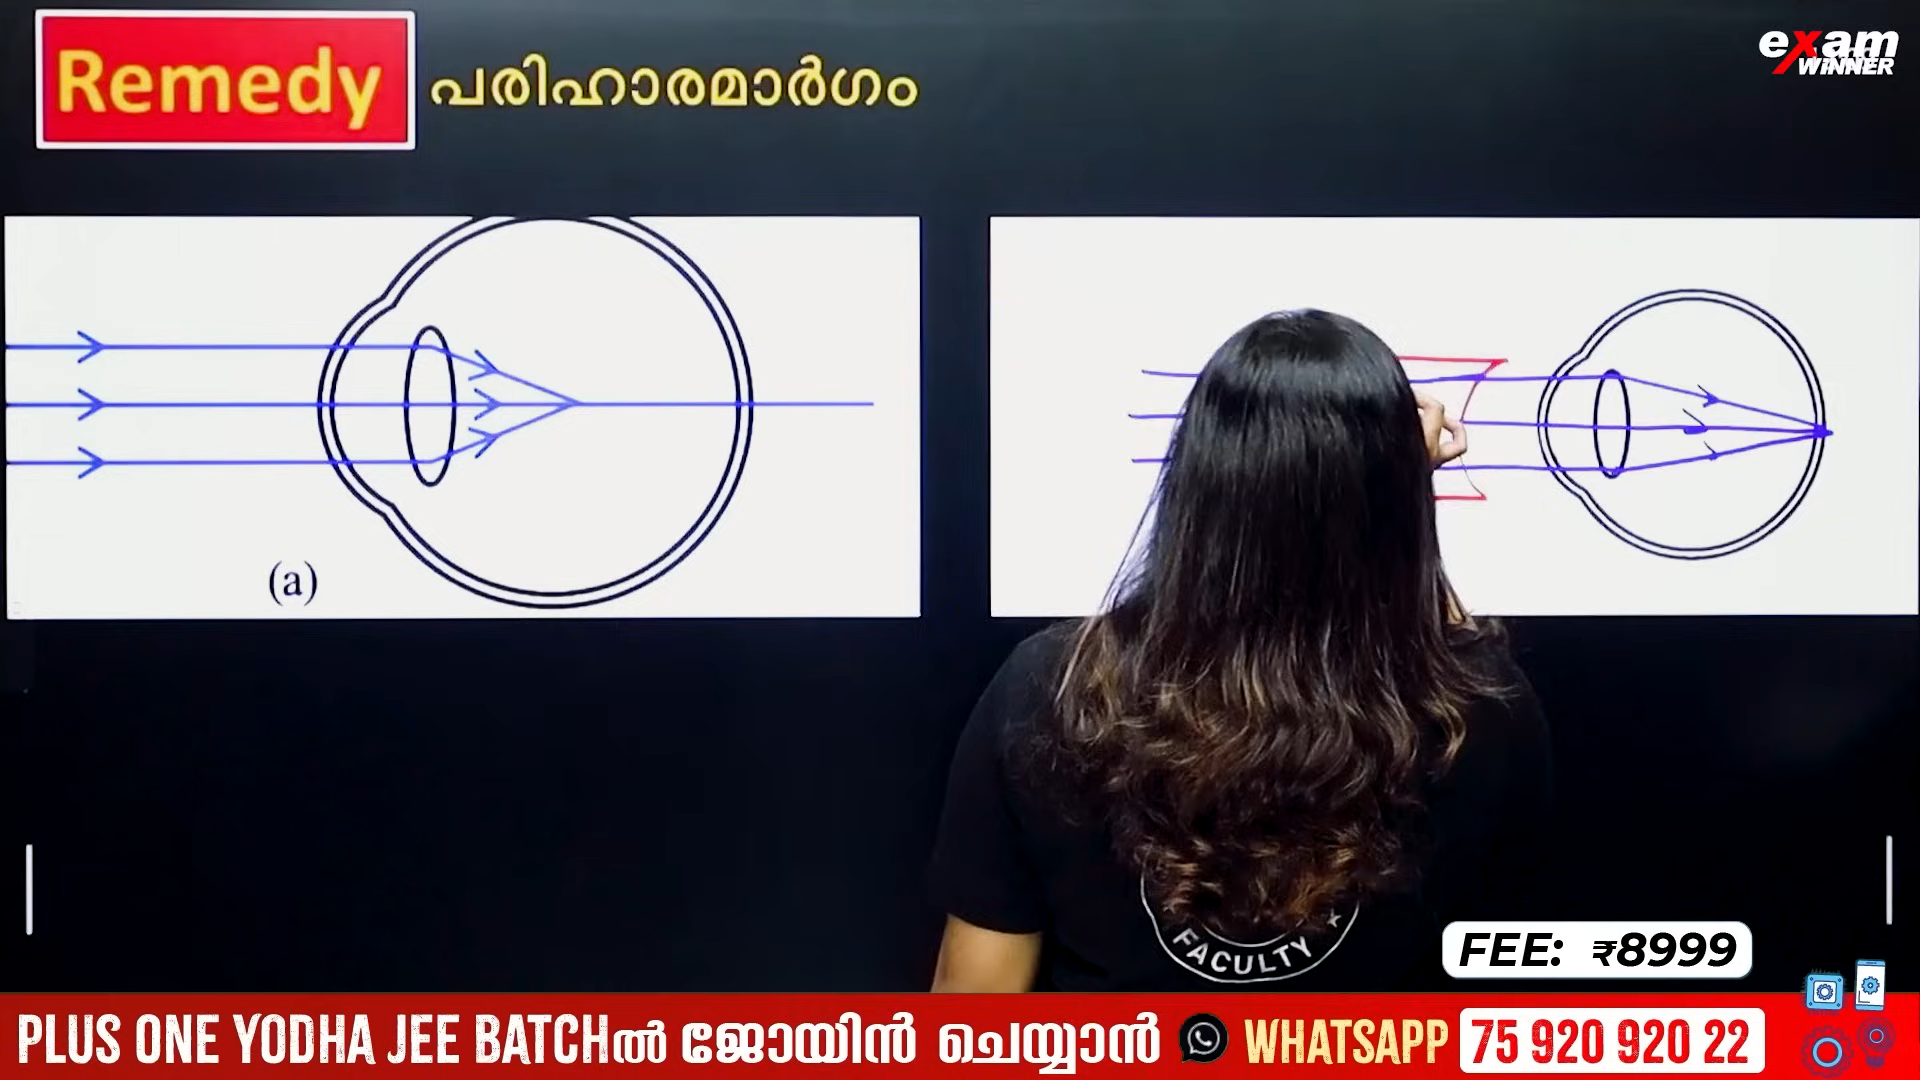 Remedy പരിഹാരമാർഗം
exam
WINNER
(a)
FACULTY
FEE: ₹8999
PLUS ONE YODHA JEE BATCHൽ ജോയിൻ ചെയ്യാൻ WHATSAPP 75 920 920 22